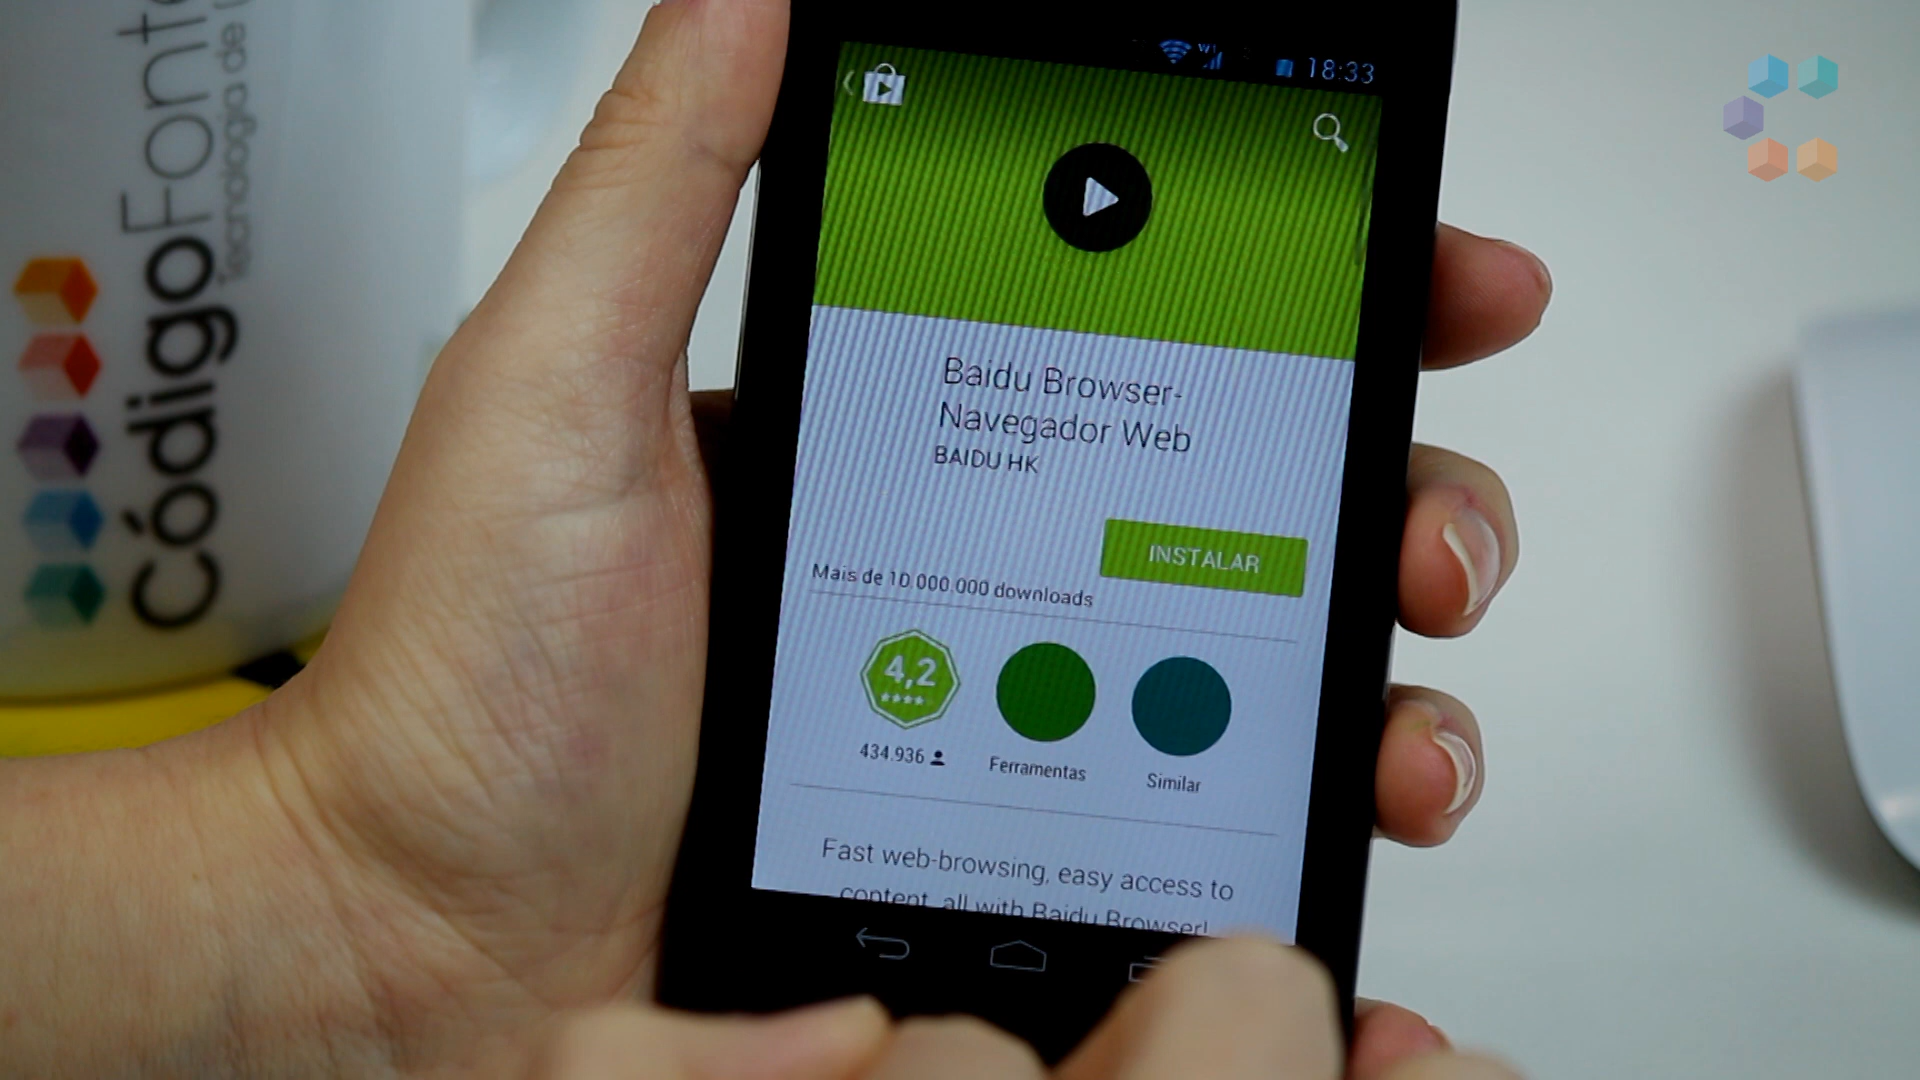 CódigoFonte
Tecnologia de
18:33
Baidu Browser-
Navegador Web
BAIDU HK
INSTALAR
Mais de 10.000.000 downloads
4,2
434.936
Ferramentas
Similar
Fast web-browsing, easy access to
content, all with Baidu Browser!